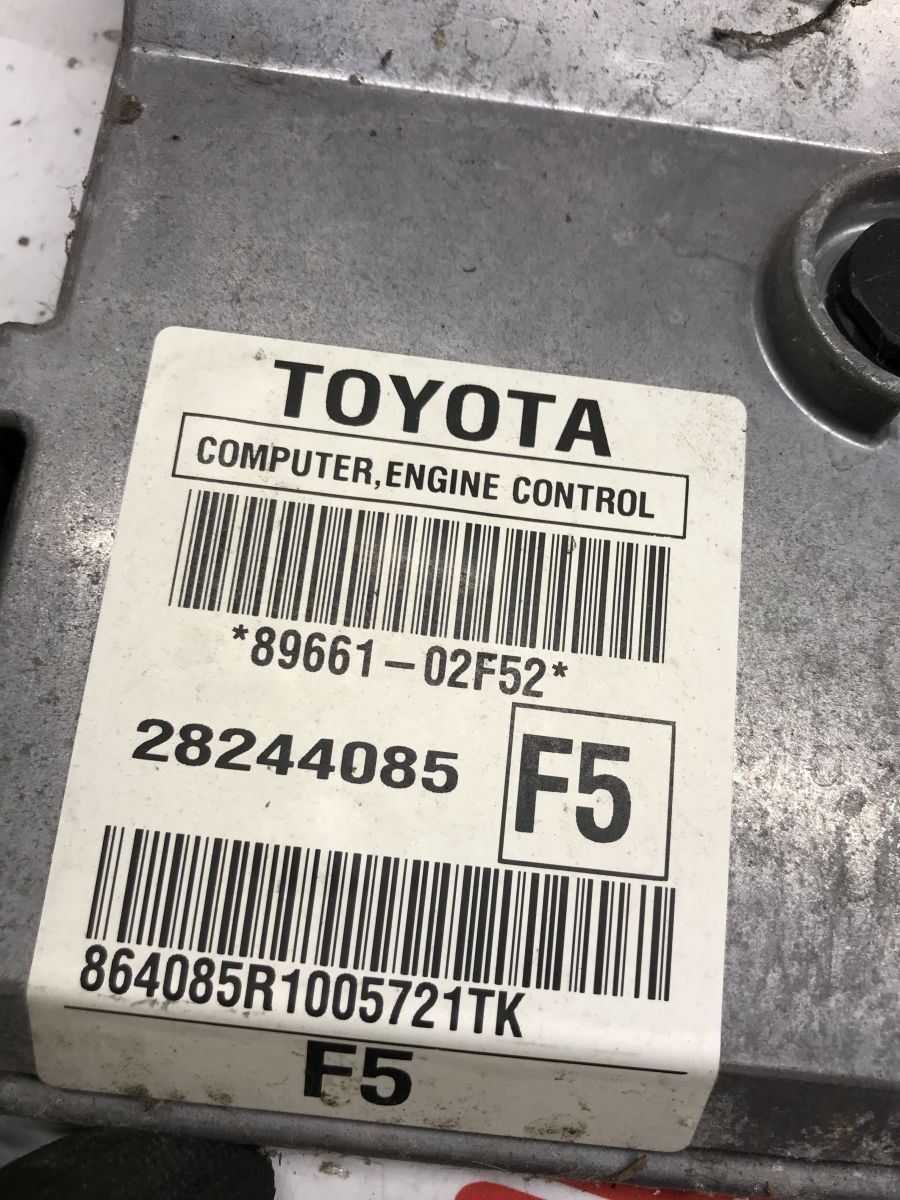 TOYOTA
COMPUTER,ENGINE CONTROL
*89661-02F52*
28244085
F5
864085R1005721TK
F5